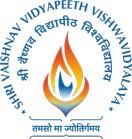 SHRI VAISHNAV VIDYAPEETH VISHWAVIDYALAYA
श्री वैष्णव विद्यापीठ विश्वविद्यालय
तमसो मा ज्योतिर्गमय